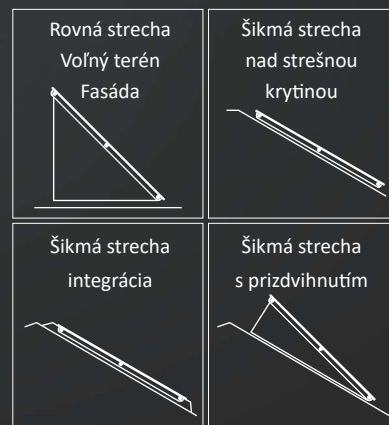 Rovná strecha
Voľný terén
Fasáda
Šikmá strecha
nad strešnou
krytinou
Šikmá strecha
integrácia
Šikmá strecha
s prizdvihnutím